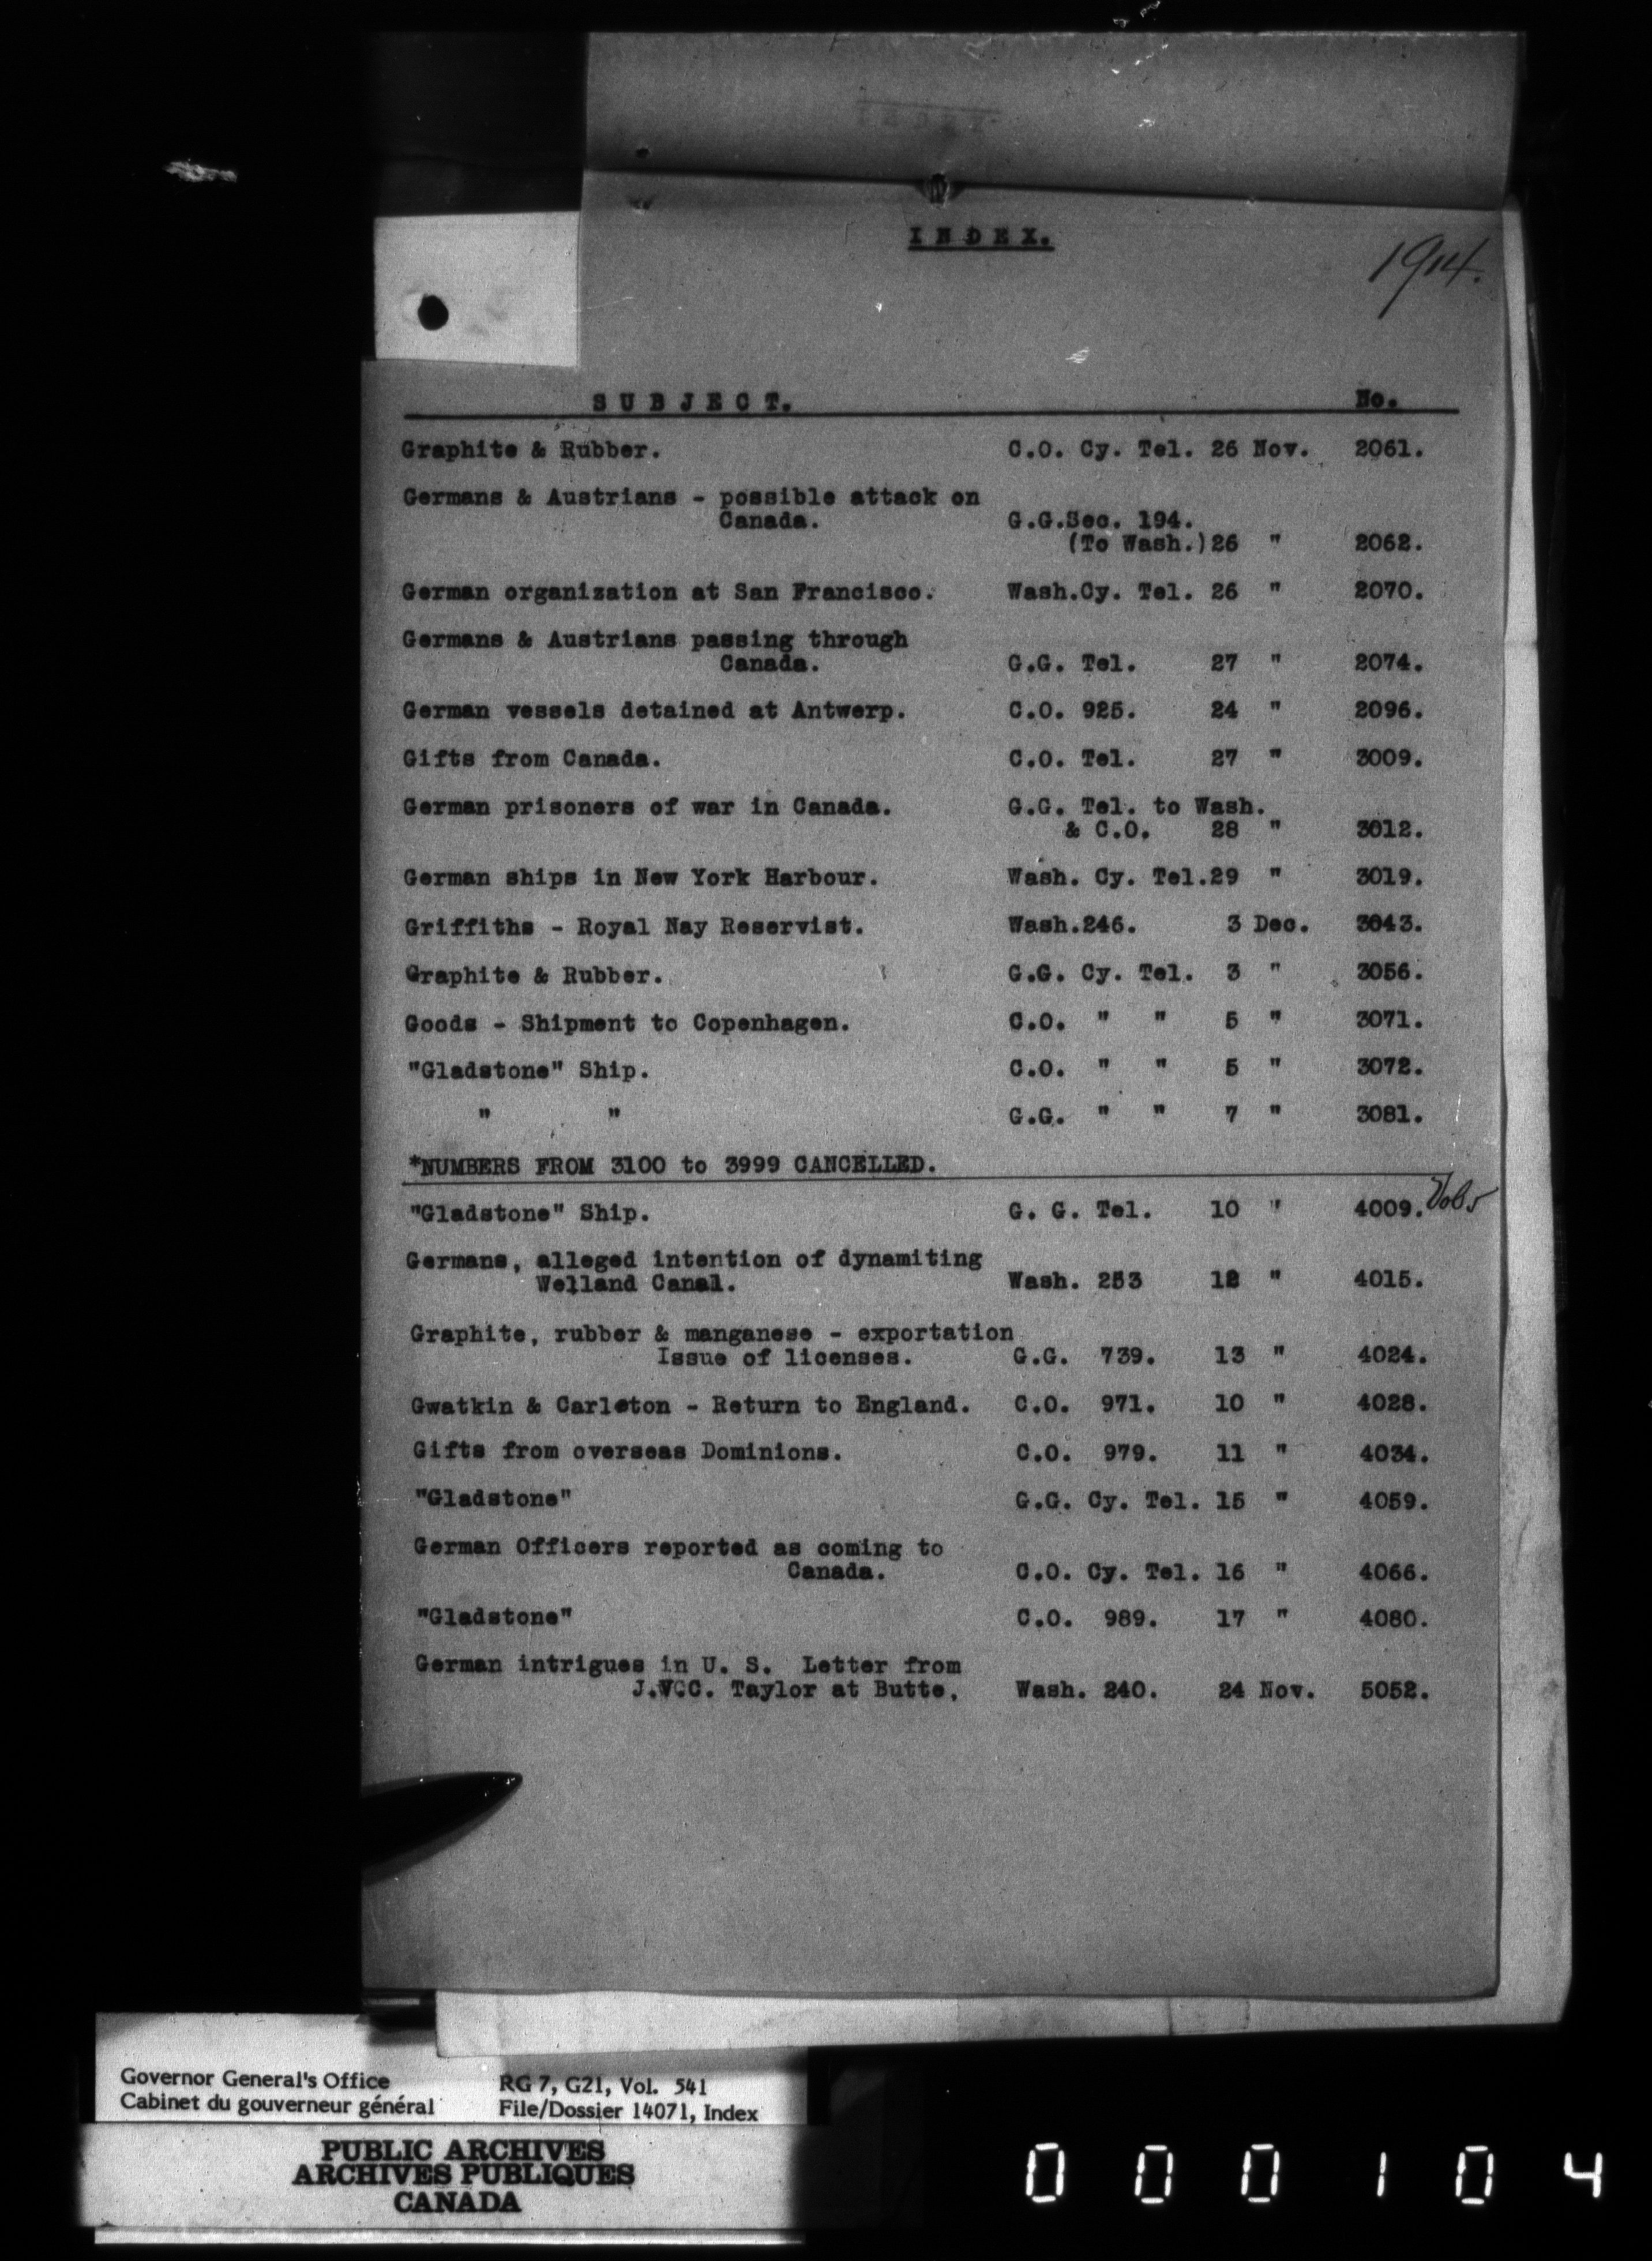 INDEX.
1914.
SUBJECT. No.
Graphite & Rubber. C.O. Cy. Tel. 26 Nov. 2061.
Germans & Austrians - possible attack on
Canada. G.G.Sec. 194.
(To Wash.)26 " 2062.
German organization at San Francisco. Wash.Cy. Tel. 26 " 2070.
Germans & Austrians passing through
Canada. G.G. Tel. 27 " 2074.
German vessels detained at Antwerp. C.O. 925. 24 " 2096.
Gifts from Canada. C.O. Tel. 27 " 3009.
German prisoners of war in Canada. G.G. Tel. to Wash.
& C.O. 28 " 3012.
German ships in New York Harbour. Wash. Cy. Tel.29 " 3019.
Griffiths - Royal Nay Reservist. Wash.246. 3 Dec. 3043.
Graphite & Rubber. G.G. Cy. Tel. 3 " 3056.
Goods - Shipment to Copenhagen. C.O. " " 5 " 3071.
"Gladstone" Ship. C.O. " " 5 " 3072.
" " G.G. " " 7 " 3081.
*NUMBERS FROM 3100 to 3999 CANCELLED.
"Gladstone" Ship. G. G. Tel. 10 " 4009.
Germans, alleged intention of dynamiting
Welland Canal. Wash. 253 12 " 4015.
Graphite, rubber & manganese - exportation
Issue of licenses. G.G. 739. 13 " 4024.
Gwatkin & Carleton - Return to England. C.O. 971. 10 " 4028.
Gifts from overseas Dominions. C.O. 979. 11 " 4034.
"Gladstone" G.G. Cy. Tel. 15 " 4059.
German Officers reported as coming to
Canada. C.O. Cy. Tel. 16 " 4066.
"Gladstone" C.O. 989. 17 " 4080.
German intrigues in U. S. Letter from
Taylor at Butte, Wash. 240. 24 Nov. 5052.
Governor General's Office RG 7, G21, Vol. 541
Cabinet du gouverneur général File/Dossier 14071, Index
PUBLIC ARCHIVES
ARCHIVES PUBLIQUES
CANADA
000104